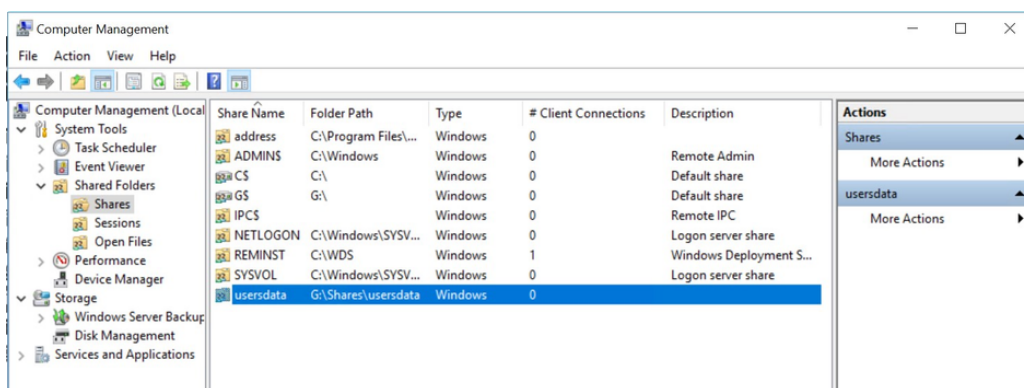 Computer Management
File Action View Help
Computer Management (Local
System Tools
Task Scheduler
Event Viewer
Shared Folders
Shares
Sessions
Open Files
Performance
Device Manager
Storage
Windows Server Backup
Disk Management
Services and Applications
Share Name Folder Path Type # Client Connections Description
address C:\Program Files\... Windows 0
ADMIN$ C:\Windows Windows 0 Remote Admin
C$ C:\ Windows 0 Default share
G$ G:\ Windows 0 Default share
IPC$ Windows 0 Remote IPC
NETLOGON C:\Windows\SYSV... Windows 0 Logon server share
REMINST C:\WDS Windows 1 Windows Deployment S...
SYSVOL C:\Windows\SYSV... Windows 0 Logon server share
usersdata G:\Shares\usersdata Windows 0
Actions
Shares
More Actions
usersdata
More Actions